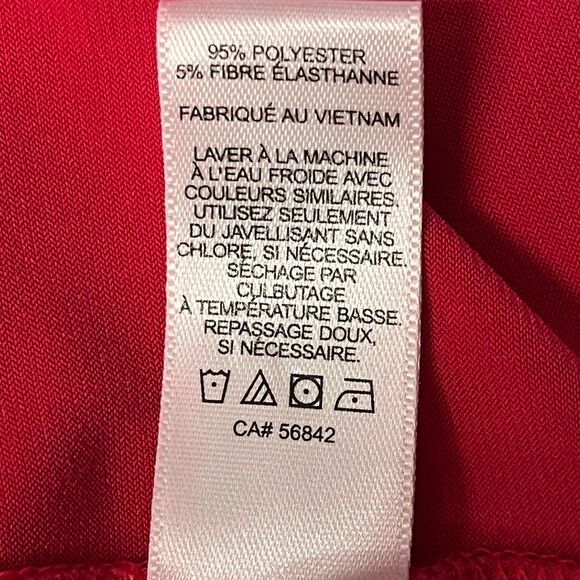 95% POLYESTER
5% FIBRE ÉLASTHANNE
FABRIQUÉ AU VIETNAM
LAVER À LA MACHINE
À L'EAU FROIDE AVEC
COULEURS SIMILAIRES.
UTILISEZ SEULEMENT
DU JAVELLISANT SANS
CHLORE, SI NÉCESSAIRE.
SÉCHAGE PAR
CULBUTAGE
À TEMPÉRATURE BASSE.
REPASSAGE DOUX,
SI NÉCESSAIRE.
CA# 56842